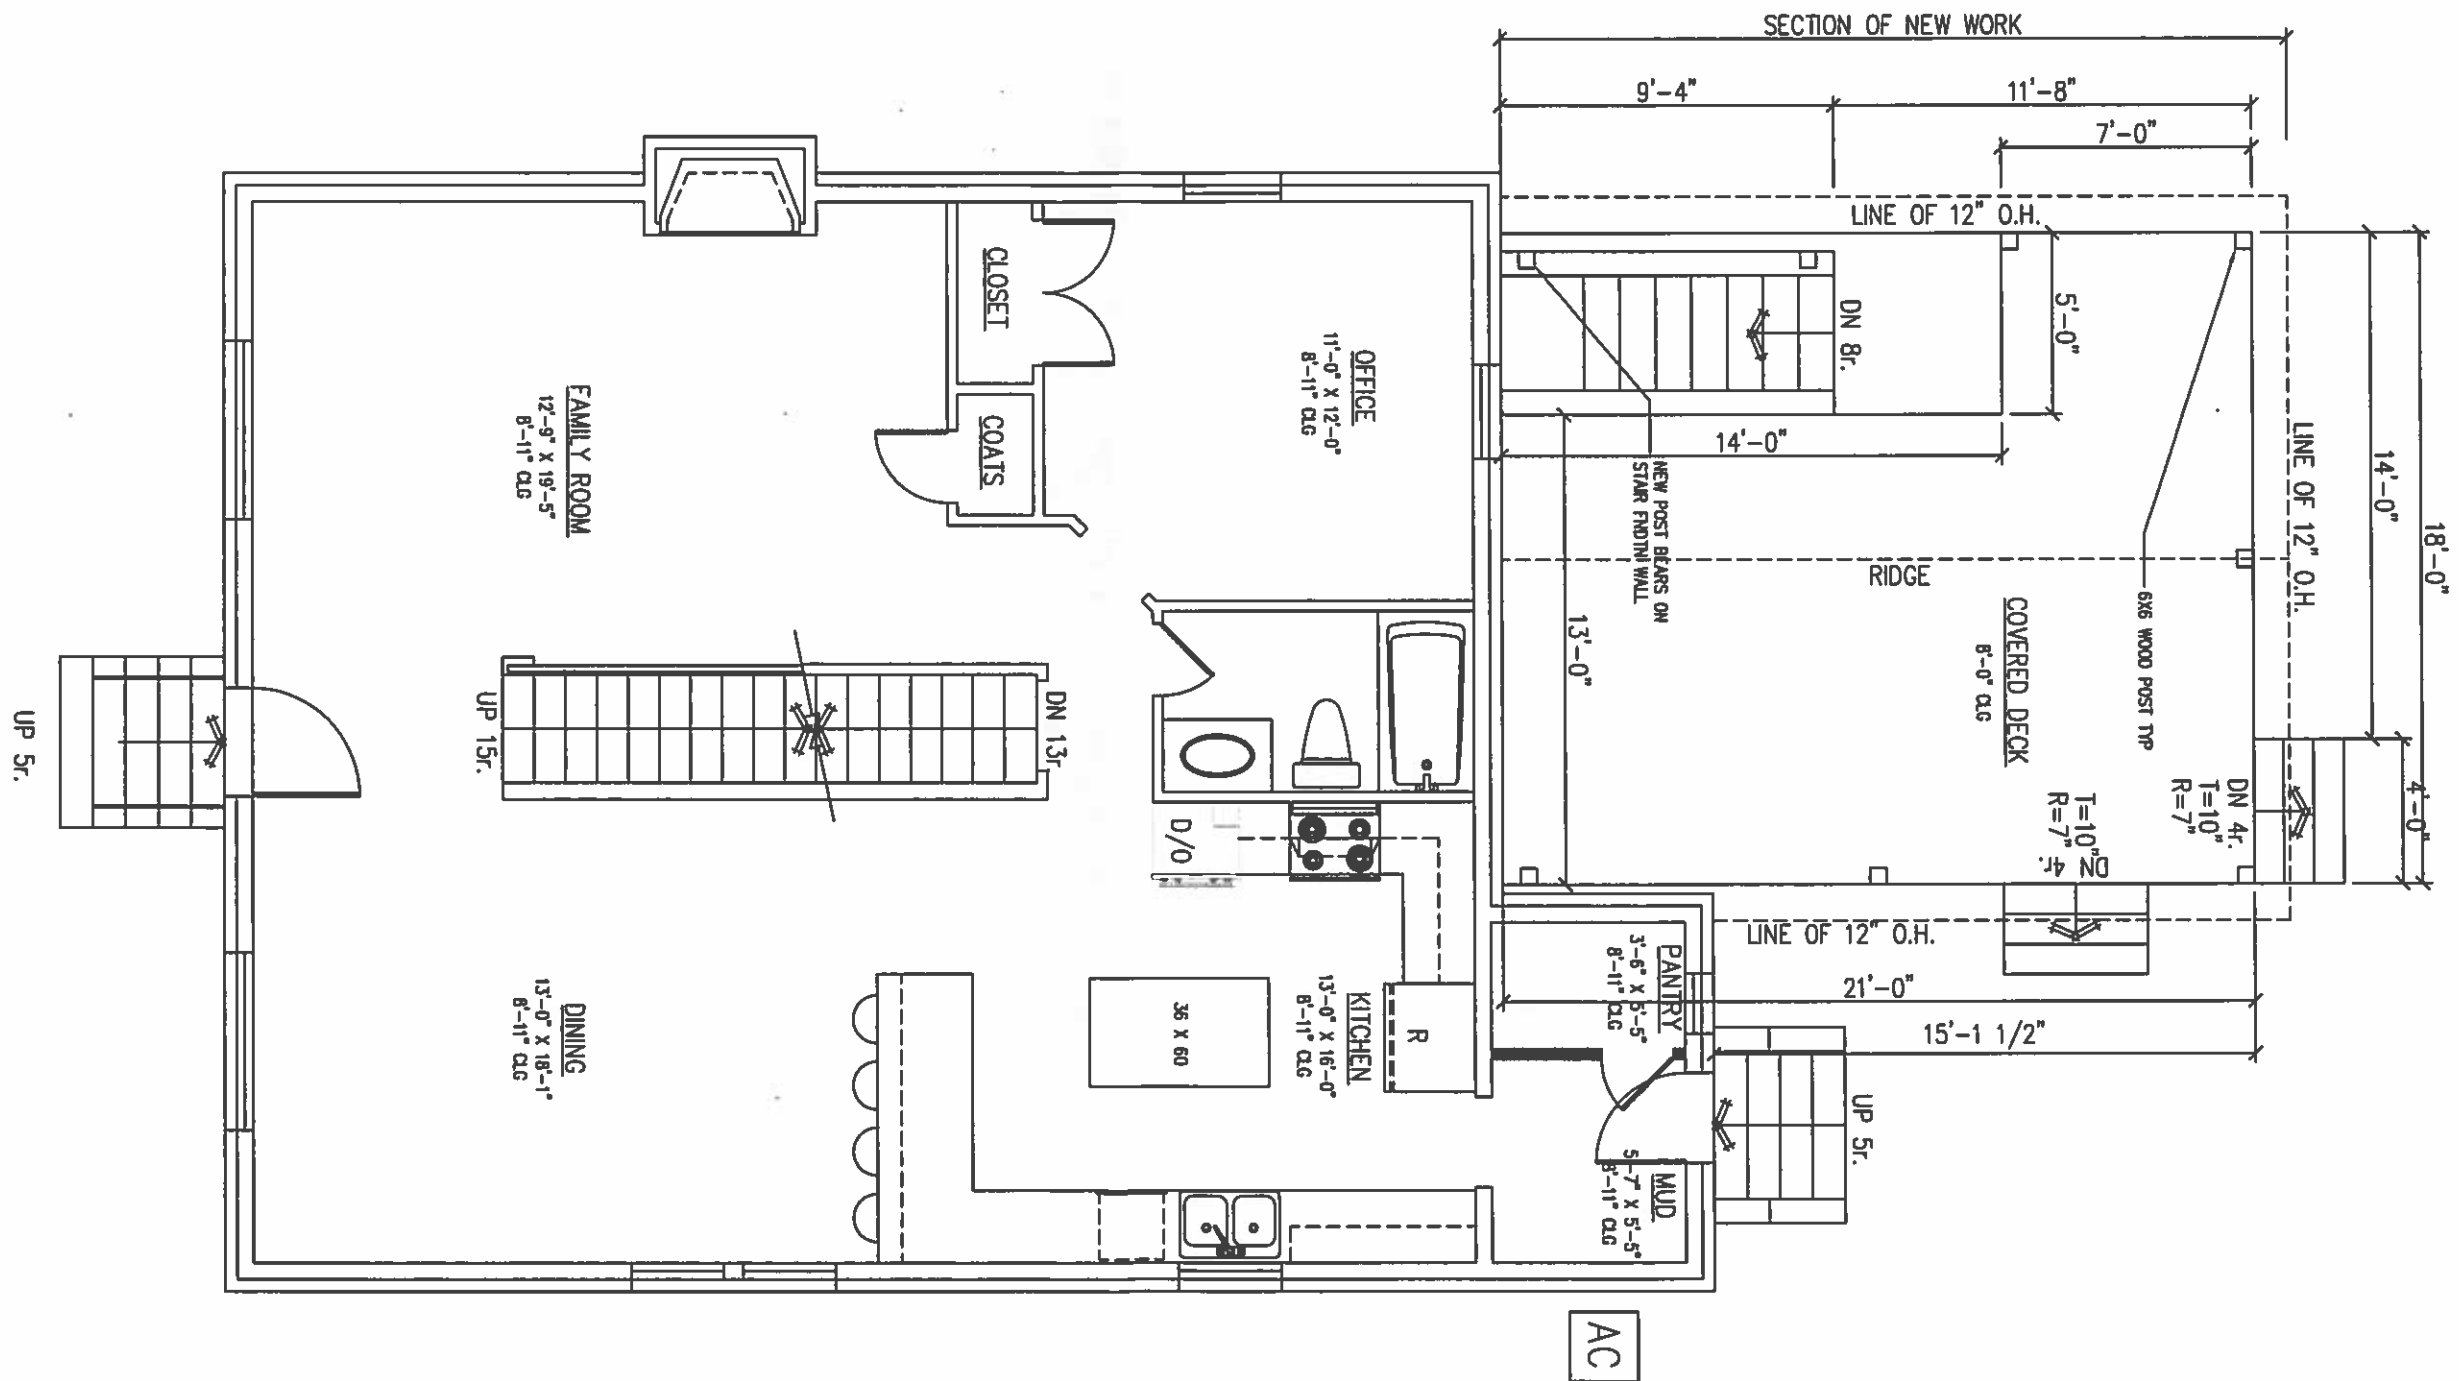 SECTION OF NEW WORK
9'-4"
11'-8"
7'-0"
LINE OF 12" O.H.
5'-0"
DN 8r.
14'-0"
NEW POST BEARS ON
STAIR FNDTN WALL
13'-0"
RIDGE
COVERED DECK
8'-0" CLG
6X6 WOOD POST TYP
LINE OF 12" O.H.
14'-0"
18'-0"
4'-0"
DN 4r.
T=10"
R=7"
T=10"
R=7"
DN 4r.
LINE OF 12" O.H.
21'-0"
15'-1 1/2"
UP 5r.
CLOSET
COATS
OFFICE
11'-0" X 12'-0"
8'-11" CLG
FAMILY ROOM
12'-9" X 19'-5"
8'-11" CLG
UP 15r.
DN 13r
UP 5r.
D/O
PANTRY
3'-6" X 5'-5"
8'-11" CLG
KITCHEN
13'-0" X 16'-0"
8'-11" CLG
R
36 X 60
DINING
13'-0" X 18'-1"
8'-11" CLG
MUD
5'-7" X 5'-5"
8'-11" CLG
AC